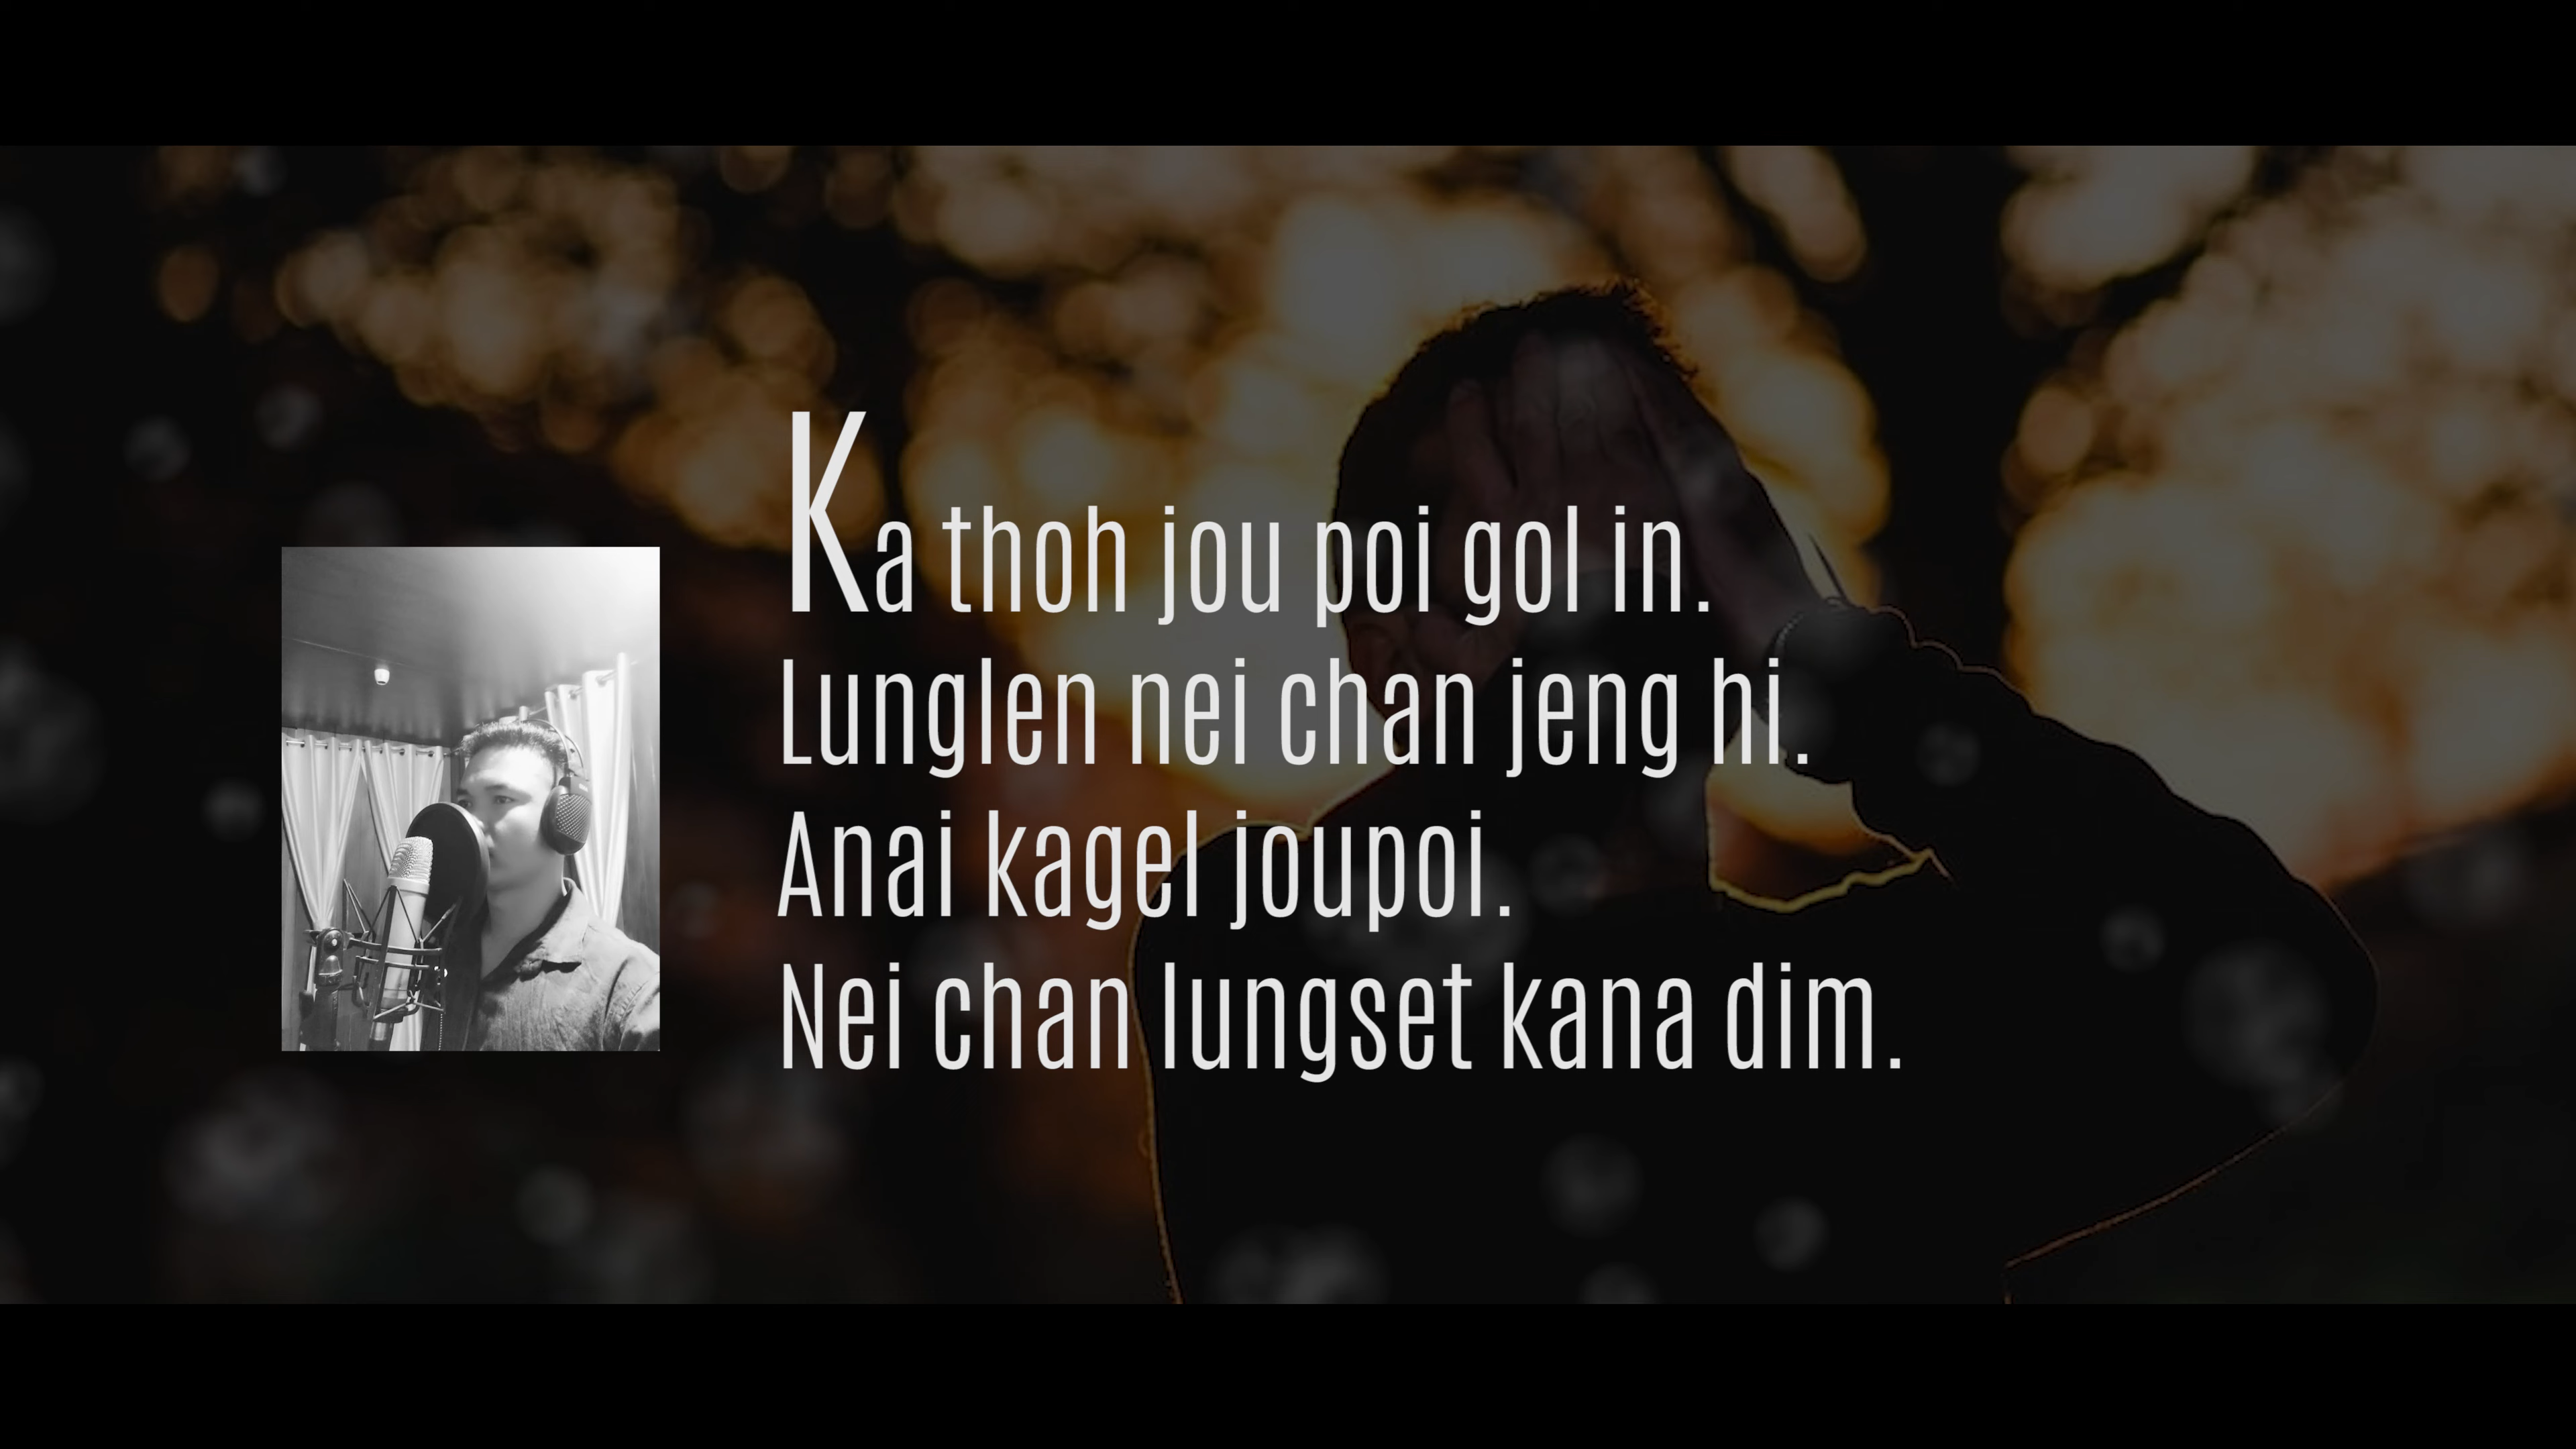 Ka thoh jou poi gol in.
Lunglen nei chan jeng hi.
Anai kagel joupoi.
Nei chan lungset kana dim.